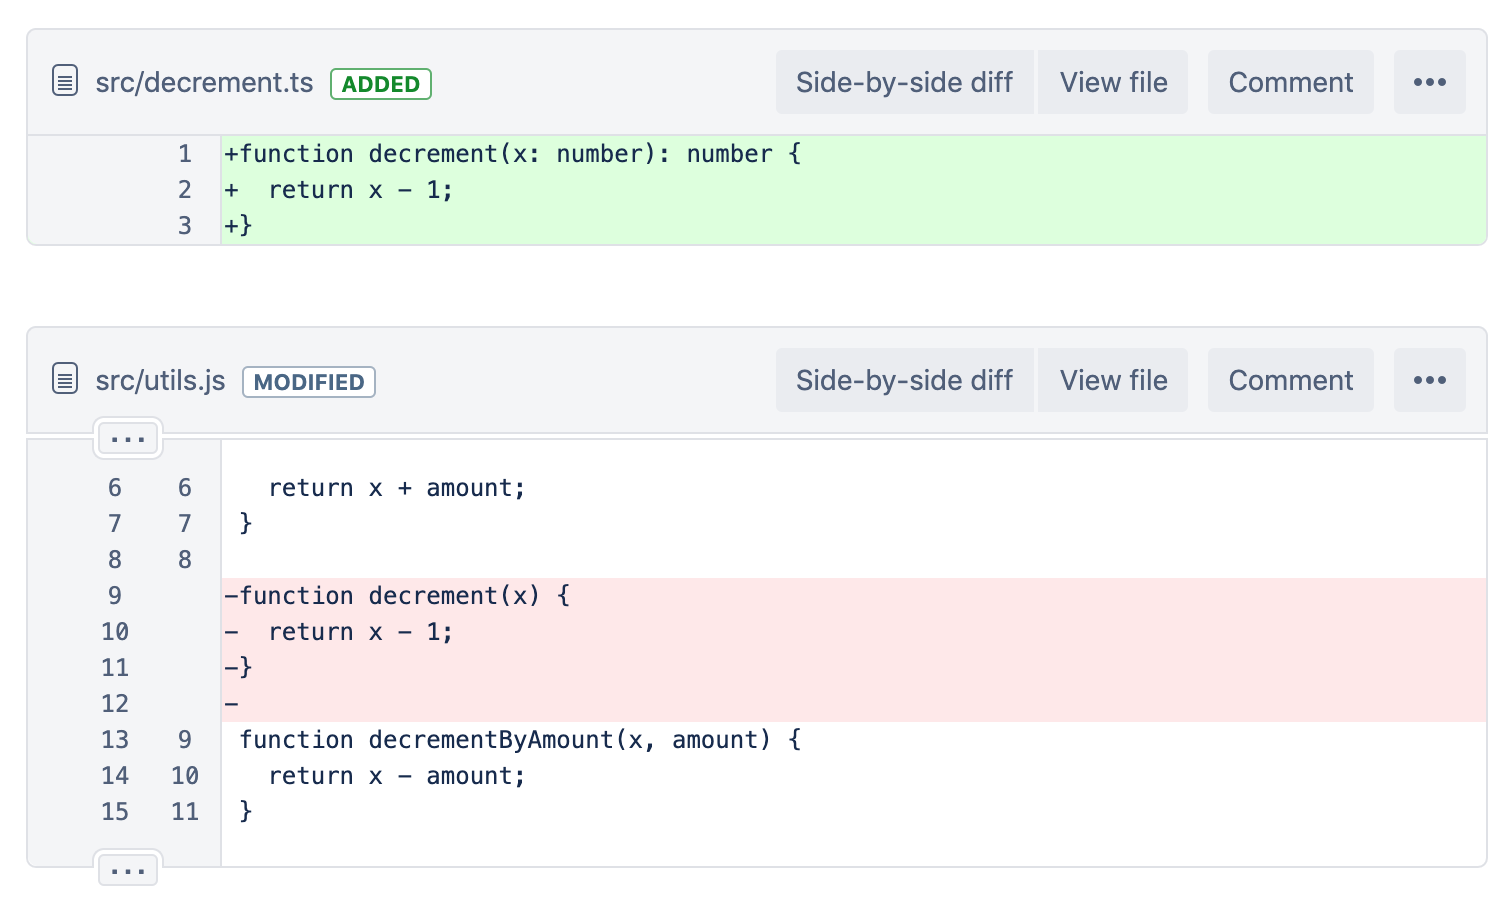 src/decrement.ts ADDED Side-by-side diff View file Comment •••
1 +function decrement(x: number): number {
2 +  return x - 1;
3 +}
src/utils.js MODIFIED Side-by-side diff View file Comment •••
...
6 6   return x + amount;
7 7 }
8 8
9 -function decrement(x) {
10 -  return x - 1;
11 -}
12 -
13 9 function decrementByAmount(x, amount) {
14 10   return x - amount;
15 11 }
...